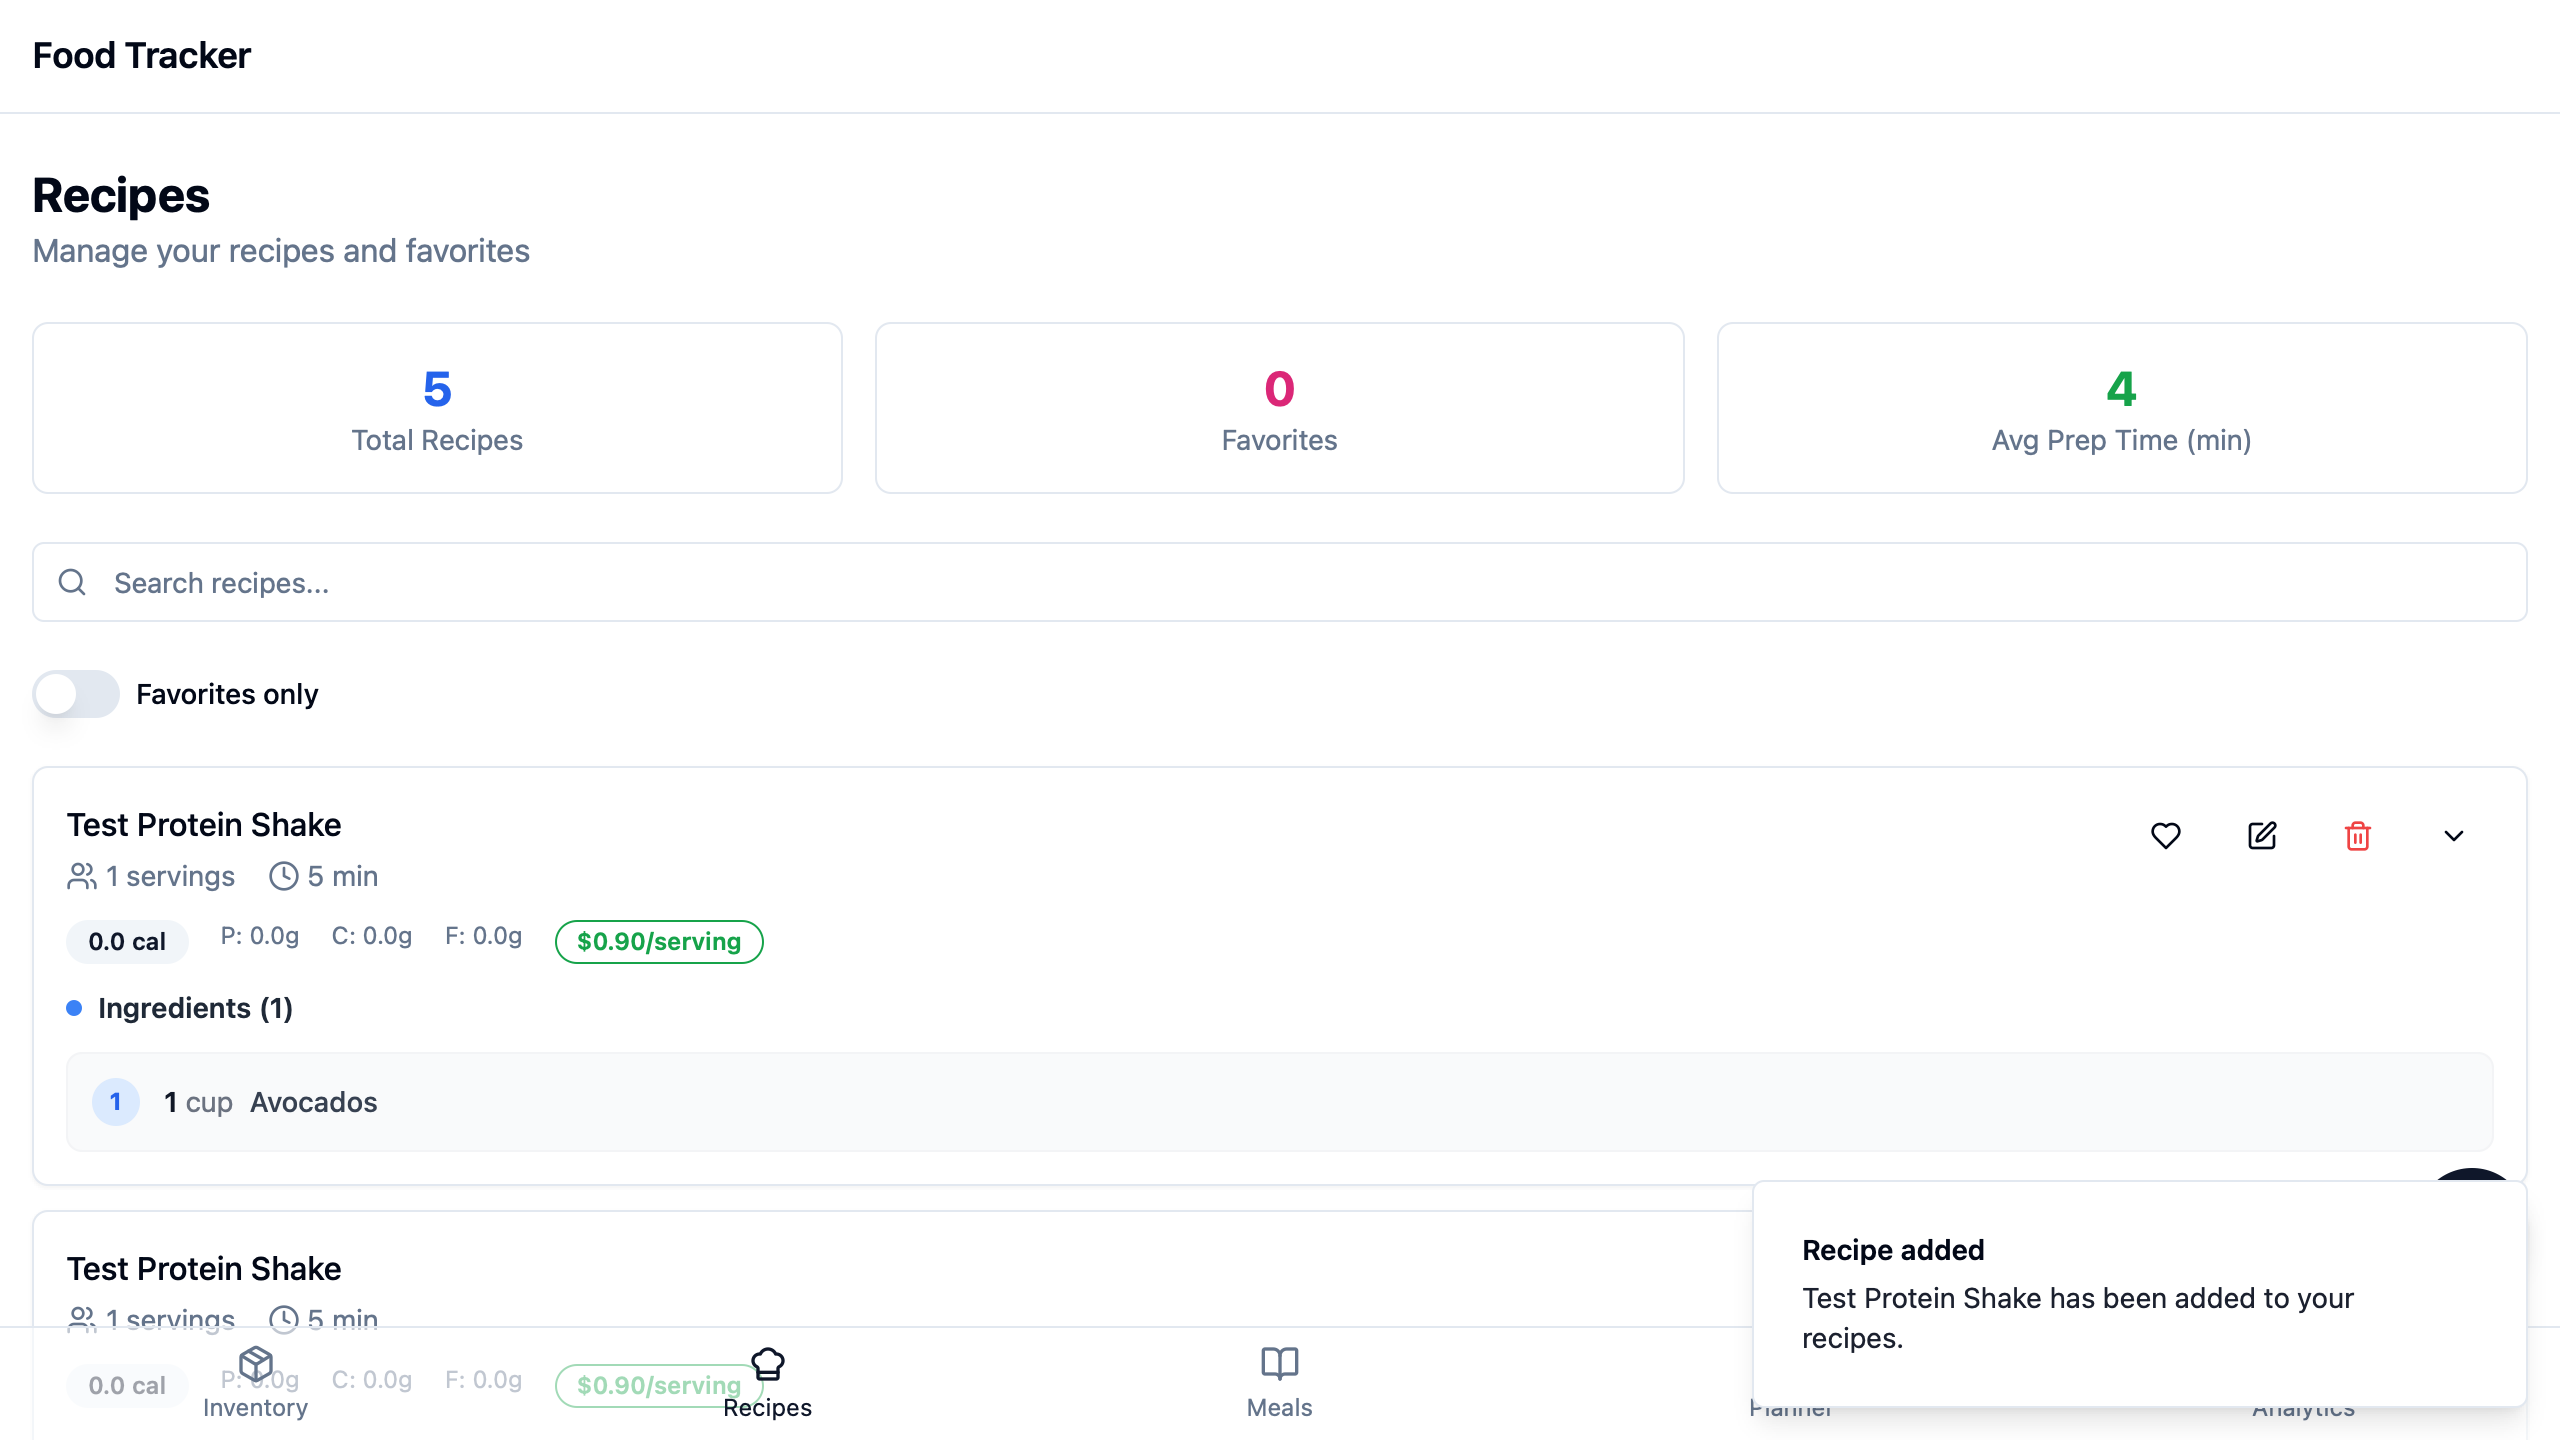 Food Tracker
Recipes
Manage your recipes and favorites
5
Total Recipes
0
Favorites
4
Avg Prep Time (min)
Search recipes...
Favorites only
Test Protein Shake
1 servings 5 min
0.0 cal P: 0.0g C: 0.0g F: 0.0g $0.90/serving
Ingredients (1)
1 1 cup Avocados
Test Protein Shake
1 servings 5 min
0.0 cal P: 0.0g C: 0.0g F: 0.0g $0.90/serving
Recipe added
Test Protein Shake has been added to your
recipes.
Inventory Recipes Meals Planner Analytics